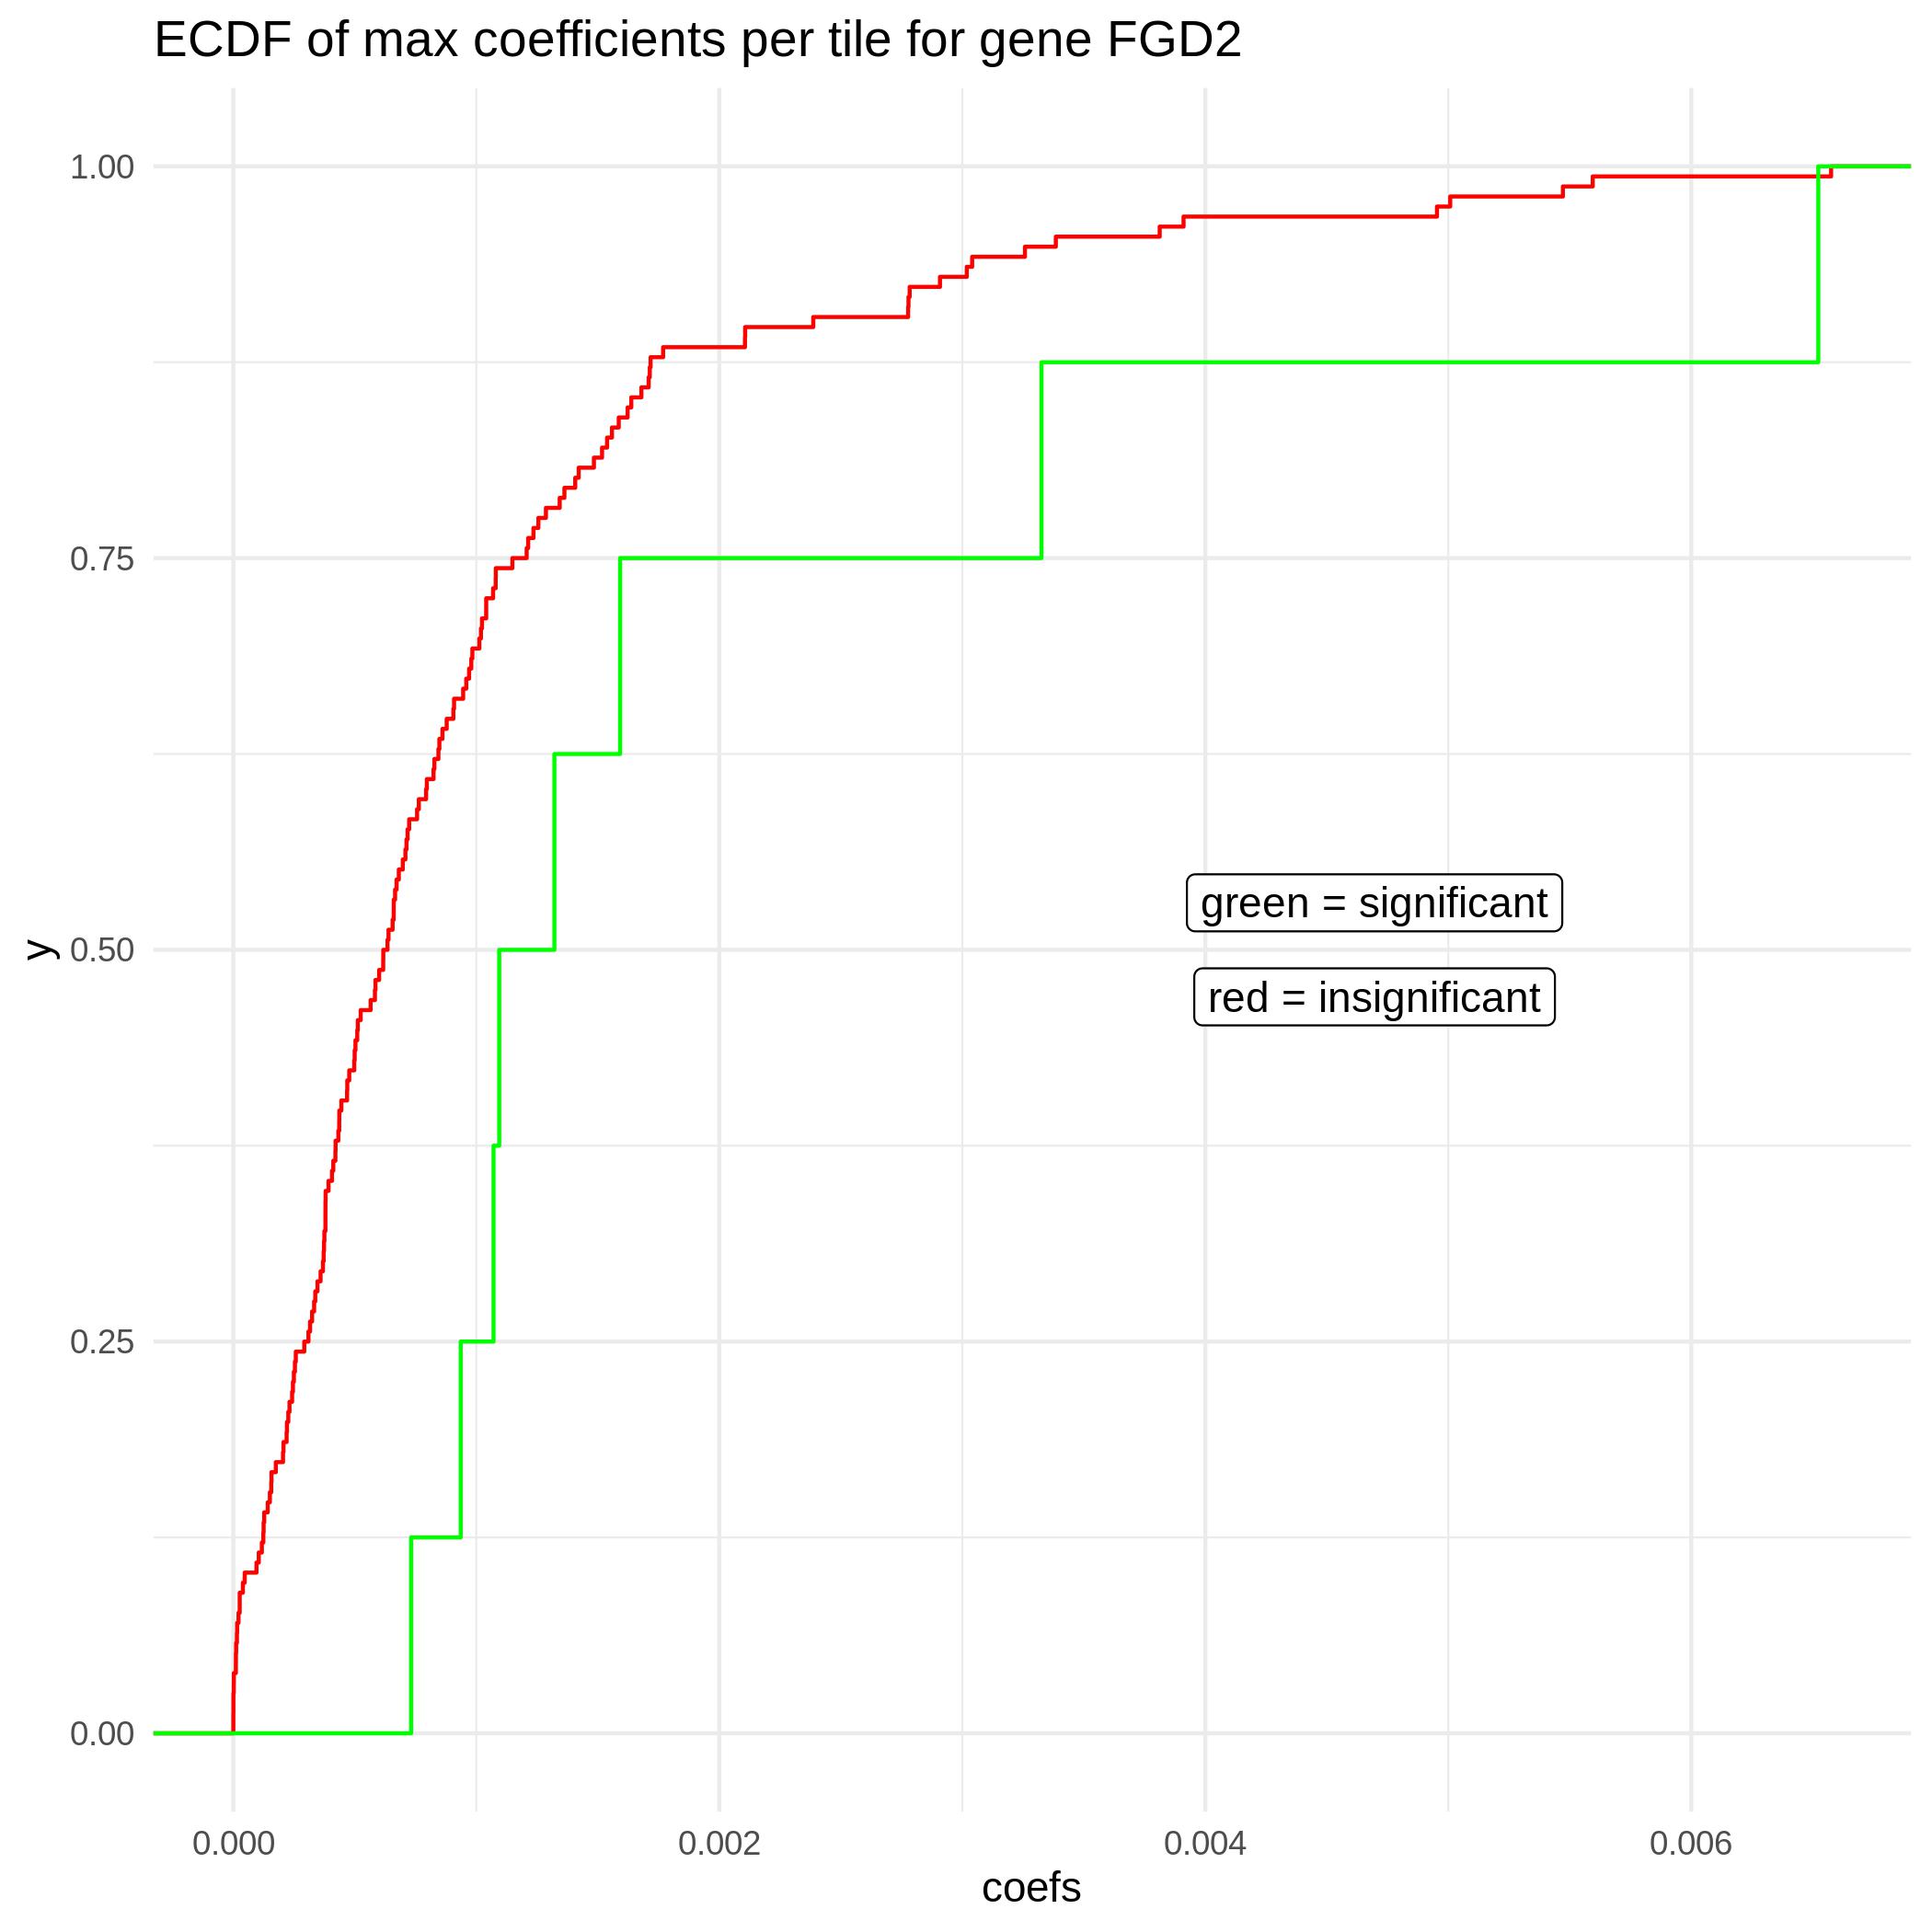 ECDF of max coefficients per tile for gene FGD2
1.00
0.75
0.50
0.25
0.00
y
green = significant
red = insignificant
0.000 0.002 0.004 0.006
coefs